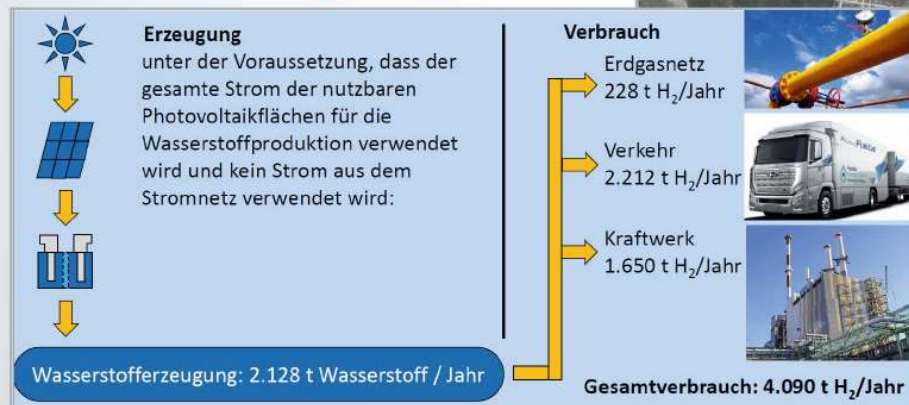 Erzeugung
unter der Voraussetzung, dass der
gesamte Strom der nutzbaren
Photovoltaikflächen für die
Wasserstoffproduktion verwendet
wird und kein Strom aus dem
Stromnetz verwendet wird:
Wasserstofferzeugung: 2.128 t Wasserstoff / Jahr
Verbrauch
Erdgasnetz
228 t H₂/Jahr
Verkehr
2.212 t H₂/Jahr
Kraftwerk
1.650 t H₂/Jahr
Gesamtverbrauch: 4.090 t H₂/Jahr